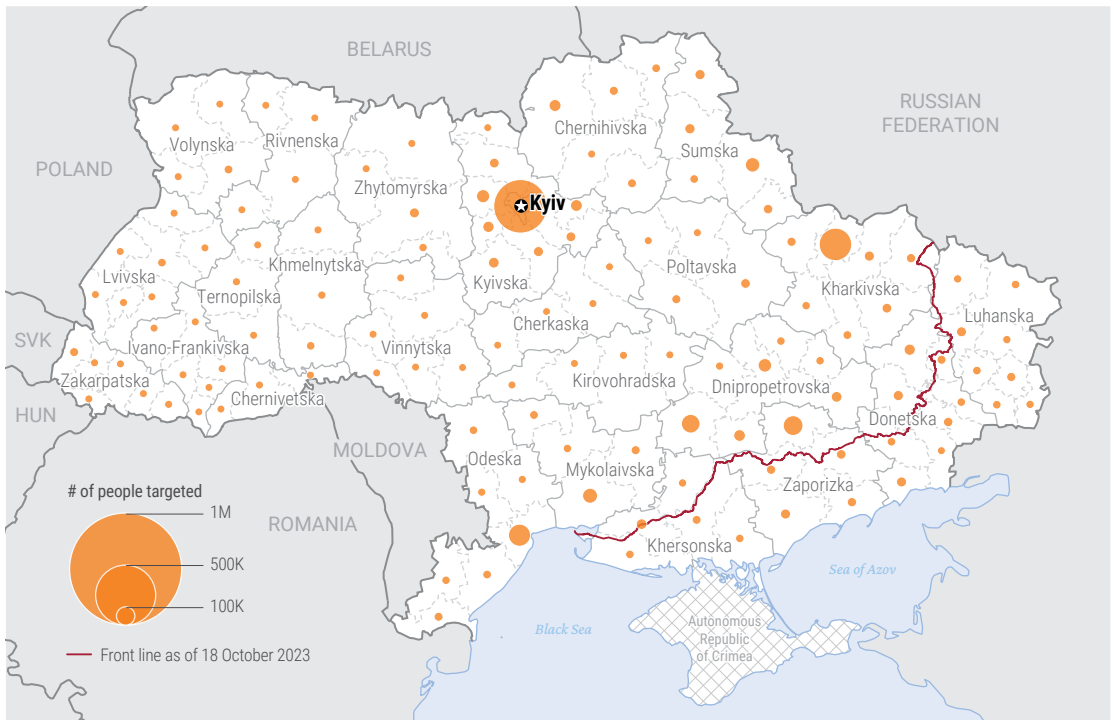 BELARUS
RUSSIAN
FEDERATION
POLAND
Volynska
Rivnenska
Chernihivska
Sumska
Zhytomyrska
Kyiv
Lvivska
Khmelnytska
Ternopilska
Kyivska
Poltavska
Kharkivska
Luhanska
Cherkaska
SVK
Ivano-Frankivska
Vinnytska
Zakarpatska
Chernivetska
Kirovohradska
Dnipropetrovska
Donetska
HUN
MOLDOVA
Odeska
Mykolaivska
Zaporizka
Khersonska
ROMANIA
# of people targeted
1M
500K
100K
Front line as of 18 October 2023
Black Sea
Sea of Azov
Autonomous
Republic
of Crimea